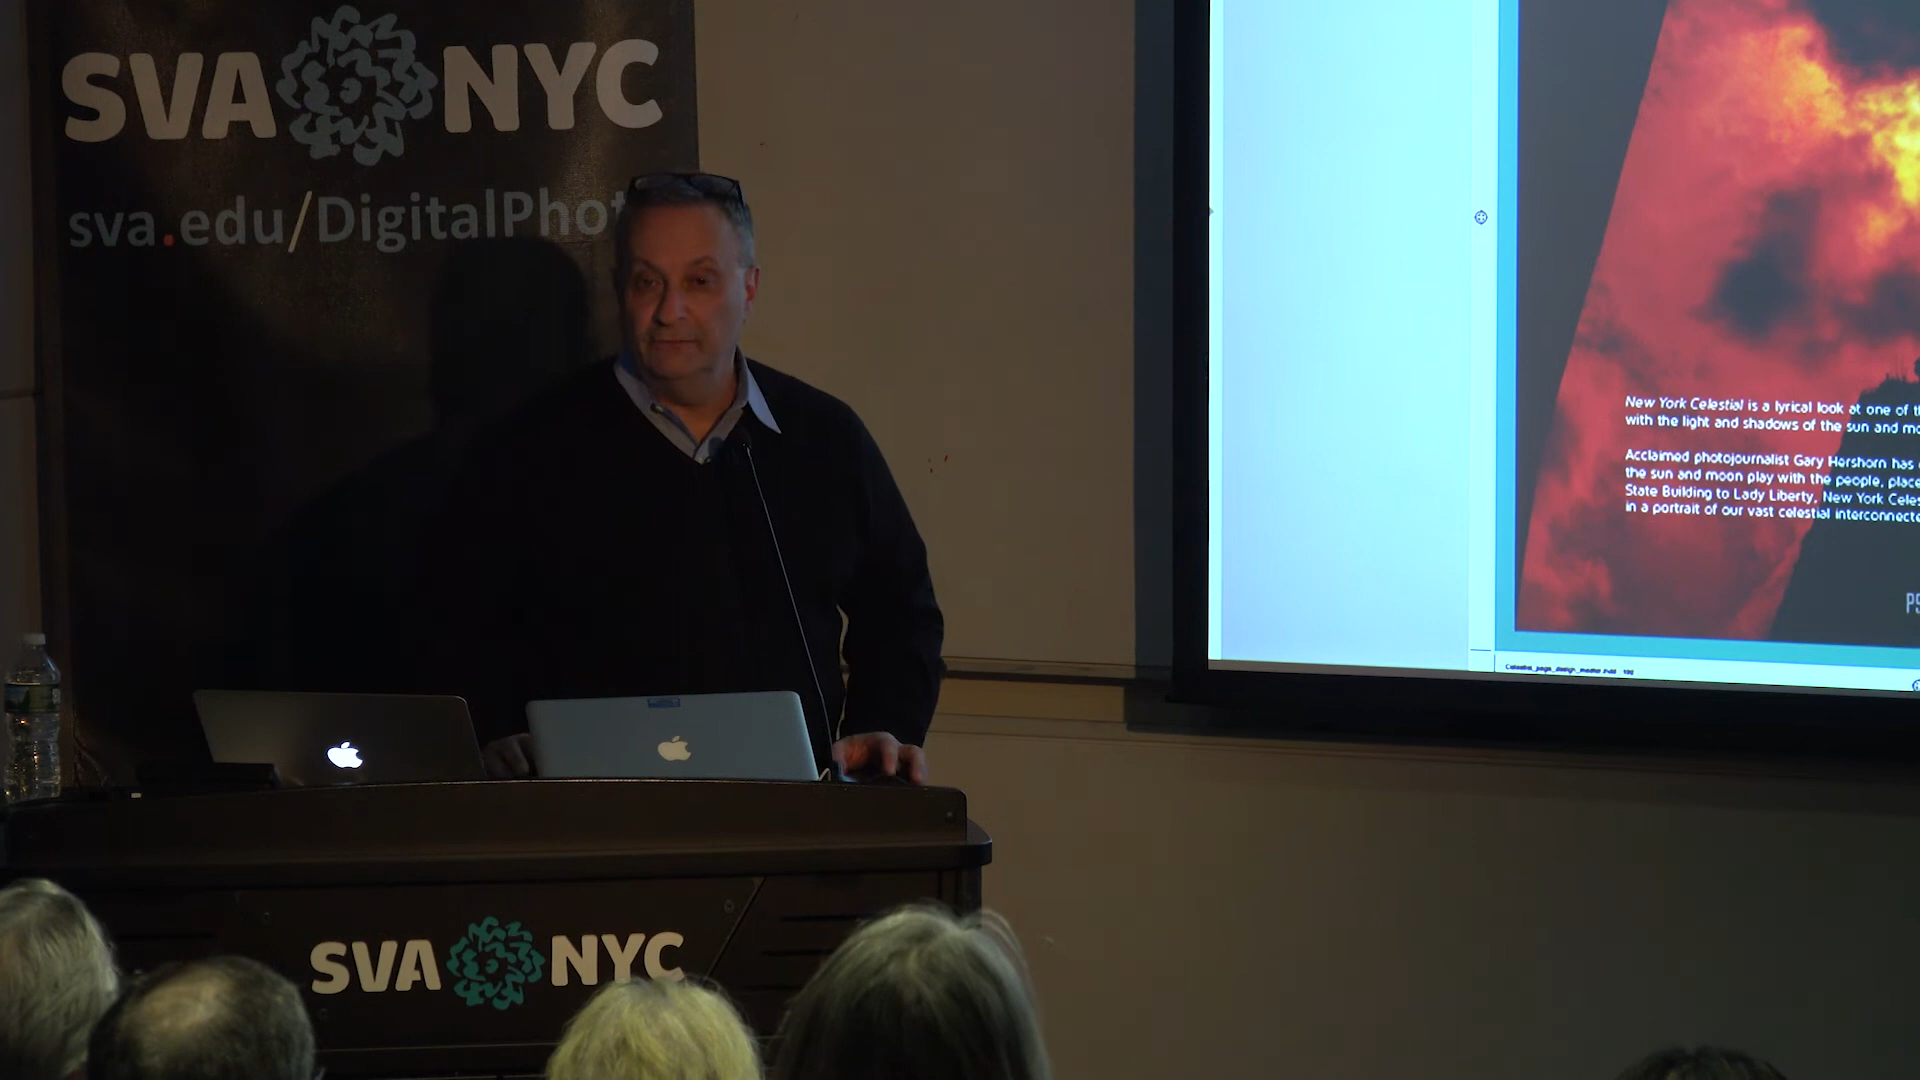 SVA NYC
sva.edu/DigitalPhot
New York Celestial is a lyrical look at one of
with the light and shadows of the sun and
Acclaimed photojournalist Gary Hershorn has
the sun and moon play with the people,
State Building to Lady Liberty, New York
in a portrait of our vast celestial
SVA NYC